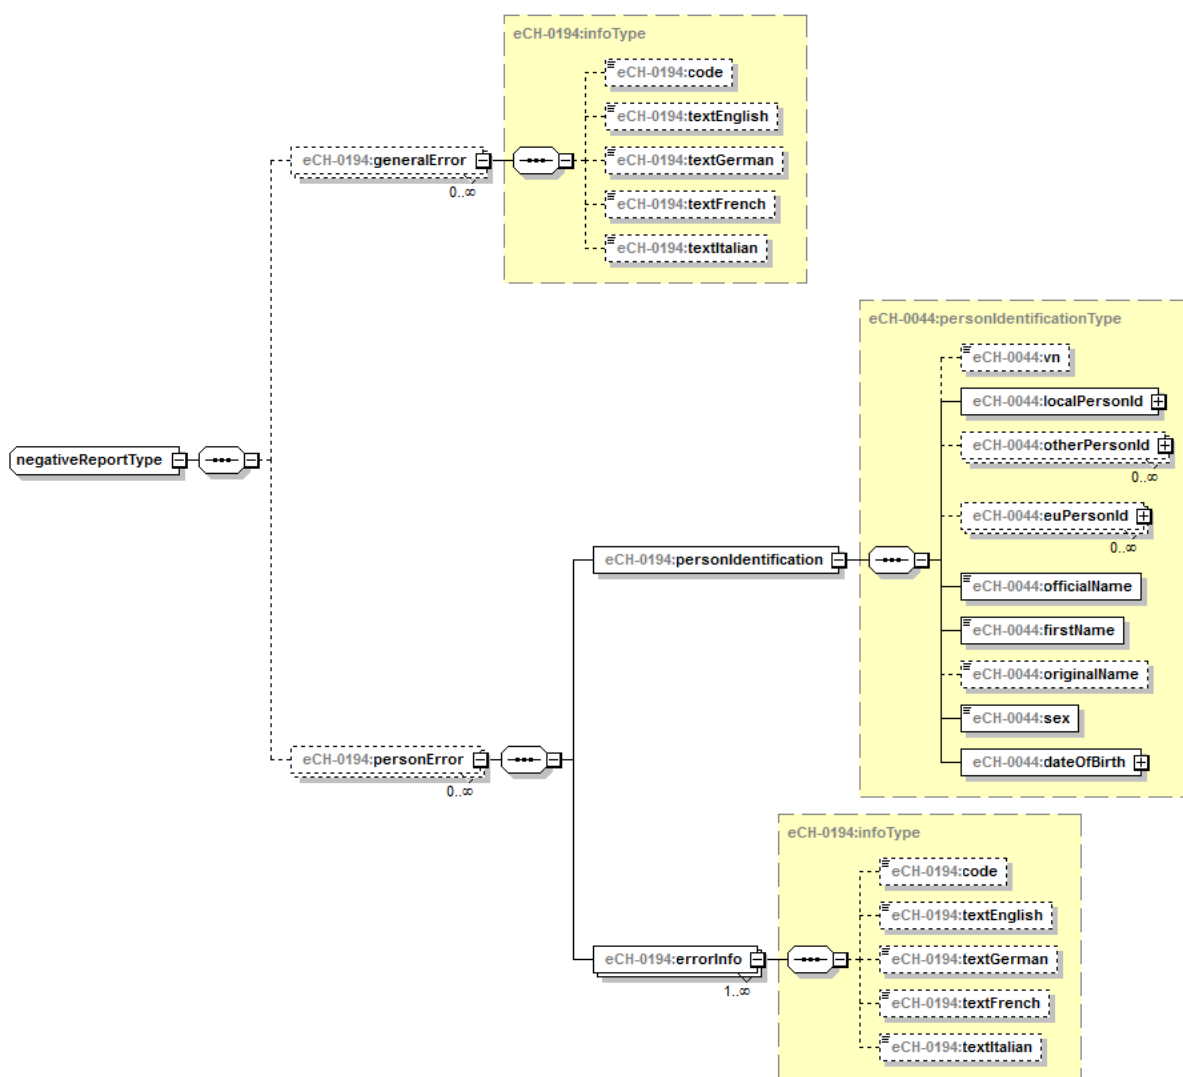 eCH-0194:infoType
eCH-0194:code
eCH-0194:textEnglish
eCH-0194:generalError
0..∞
eCH-0194:textGerman
eCH-0194:textFrench
eCH-0194:textItalian
eCH-0044:personIdentificationType
eCH-0044:vn
eCH-0044:localPersonId
eCH-0044:otherPersonId
0..∞
negativeReportType
eCH-0044:euPersonId
0..∞
eCH-0194:personIdentification
eCH-0044:officialName
eCH-0044:firstName
eCH-0044:originalName
eCH-0044:sex
eCH-0044:dateOfBirth
eCH-0194:personError
0..∞
eCH-0194:infoType
eCH-0194:code
eCH-0194:textEnglish
eCH-0194:errorInfo
1..∞
eCH-0194:textGerman
eCH-0194:textFrench
eCH-0194:textItalian